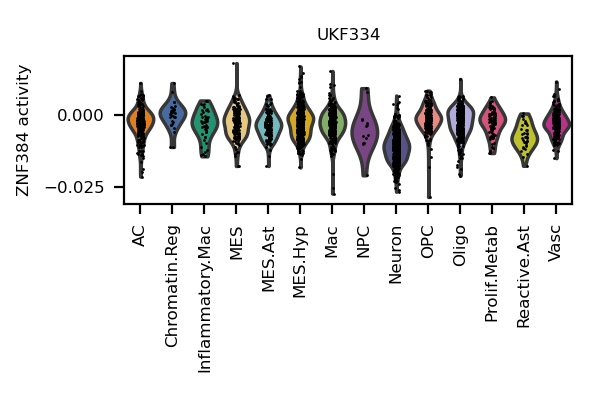 UKF334
ZNF384 activity
0.000
−0.025
AC
Chromatin.Reg
Inflammatory.Mac
MES
MES.Ast
MES.Hyp
Mac
NPC
Neuron
OPC
Oligo
Prolif.Metab
Reactive.Ast
Vasc